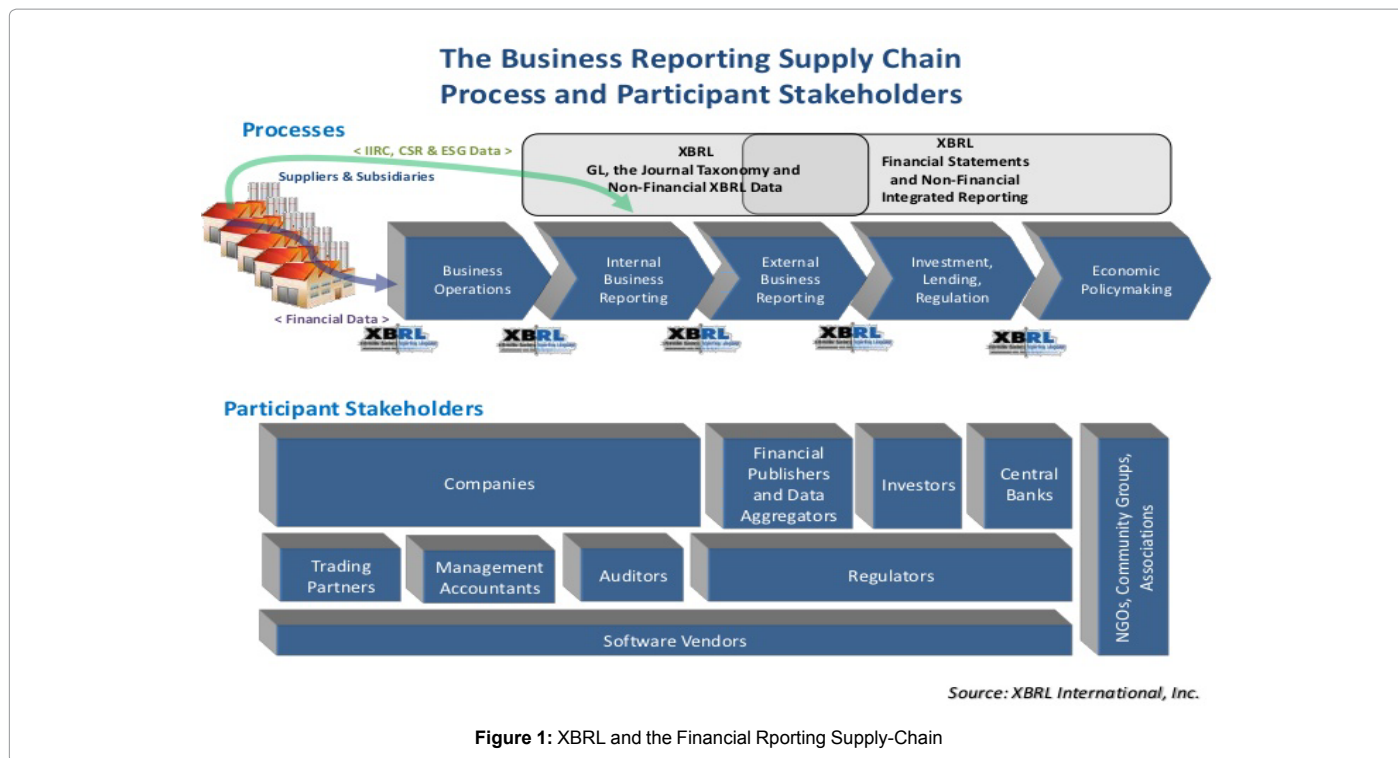 The Business Reporting Supply Chain
Process and Participant Stakeholders
Processes
< IIRC, CSR & ESG Data >
Suppliers & Subsidiaries
< Financial Data >
XBRL
GL, the Journal Taxonomy and
Non-Financial XBRL Data
XBRL
Financial Statements
and Non-Financial
Integrated Reporting
Business
Operations
Internal
Business
Reporting
External
Business
Reporting
Investment,
Lending,
Regulation
Economic
Policymaking
XBRL
XBRL
XBRL
XBRL
XBRL
Participant Stakeholders
Companies
Financial
Publishers
and Data
Aggregators
Investors
Central
Banks
NGOs, Community Groups,
Associations
Trading
Partners
Management
Accountants
Auditors
Regulators
Software Vendors
Source: XBRL International, Inc.
Figure 1: XBRL and the Financial Rporting Supply-Chain